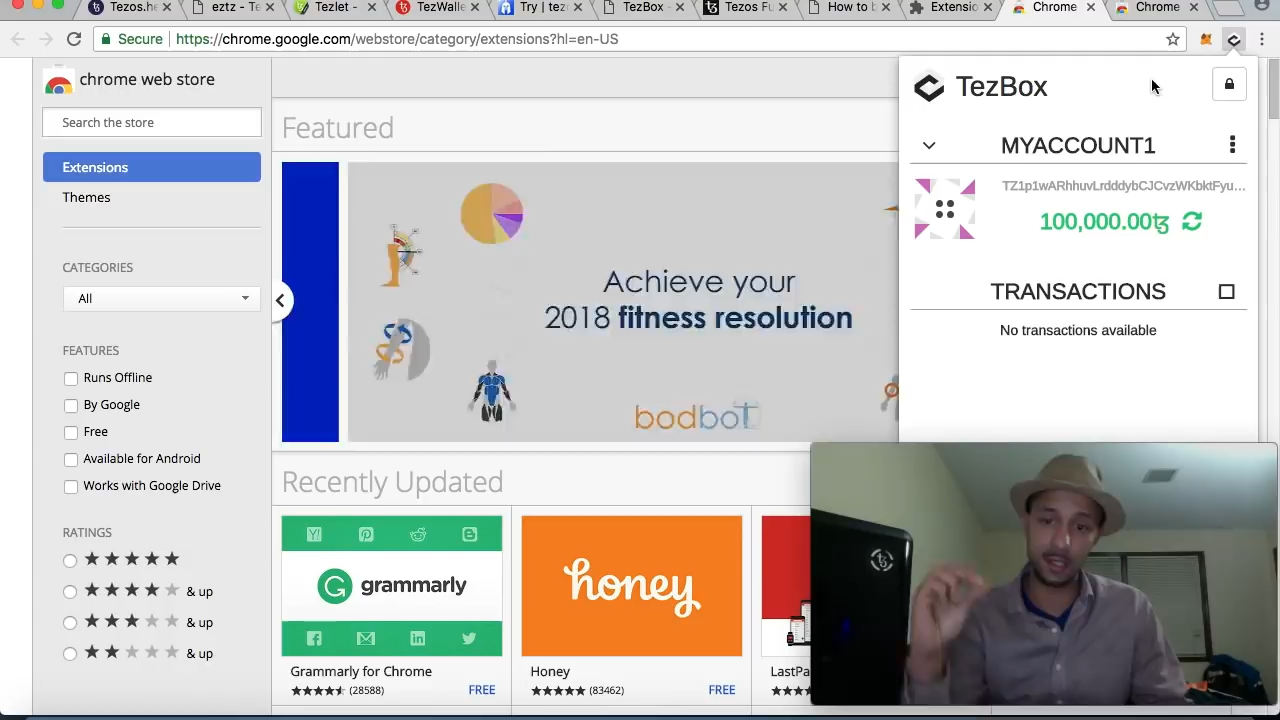 Tezos.he
eztz - Te
Tezlet -
TezWalle
Try | tez
TezBox -
Tezos Fu
How to b
Extensio
Chrome
Chrome
Secure
https://chrome.google.com/webstore/category/extensions?hl=en-US
chrome web store
Search the store
Extensions
Themes
CATEGORIES
All
FEATURES
Runs Offline
By Google
Free
Available for Android
Works with Google Drive
RATINGS
& up
& up
& up
Featured
Achieve your
2018 fitness resolution
bodbot
Recently Updated
grammarly
Grammarly for Chrome
(28588)
FREE
honey
Honey
(83462)
FREE
LastPa
TezBox
MYACCOUNT1
TZ1p1wARhhuvLrdddybCJCvzWKbktFyu...
100,000.00ꜩ
TRANSACTIONS
No transactions available